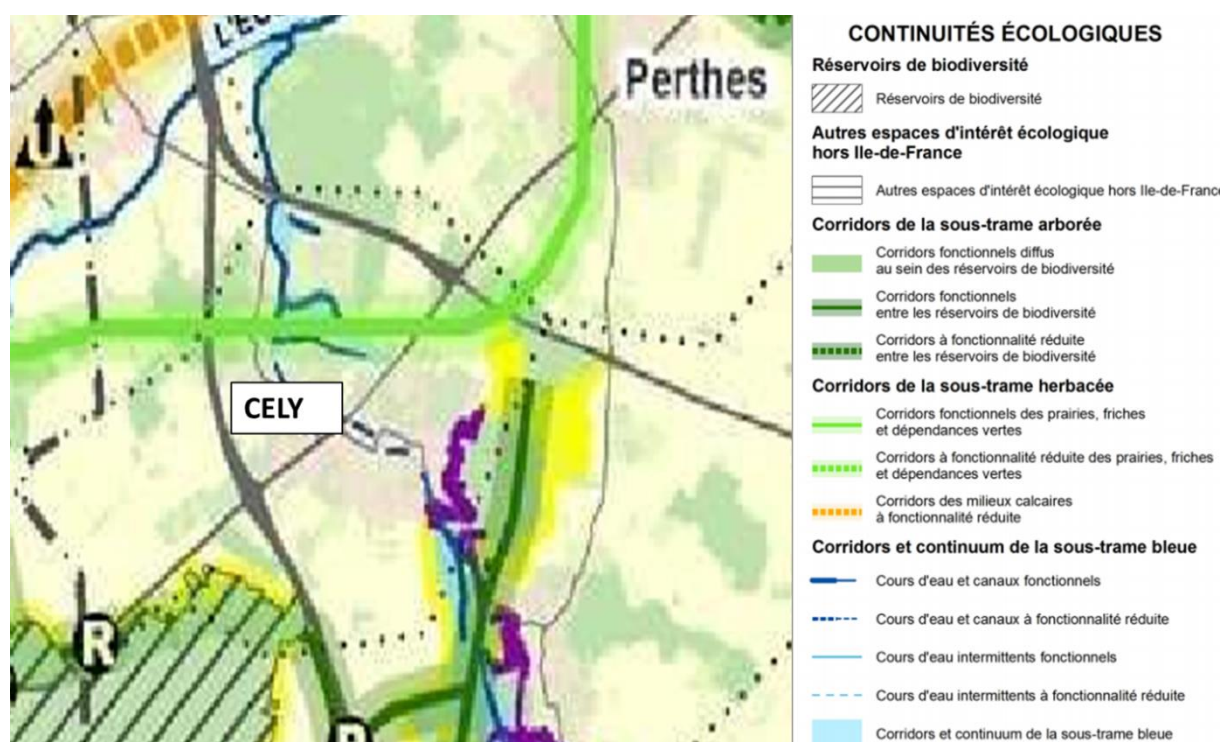 L'EC
Perthes
CELY
R
CONTINUITÉS ÉCOLOGIQUES
Réservoirs de biodiversité
Réservoirs de biodiversité
Autres espaces d'intérêt écologique
hors Ile-de-France
Autres espaces d'intérêt écologique hors Ile-de-France
Corridors de la sous-trame arborée
Corridors fonctionnels diffus
au sein des réservoirs de biodiversité
Corridors fonctionnels
entre les réservoirs de biodiversité
Corridors à fonctionnalité réduite
entre les réservoirs de biodiversité
Corridors de la sous-trame herbacée
Corridors fonctionnels des prairies, friches
et dépendances vertes
Corridors à fonctionnalité réduite des prairies, friches
et dépendances vertes
Corridors des milieux calcaires
à fonctionnalité réduite
Corridors et continuum de la sous-trame bleue
Cours d'eau et canaux fonctionnels
Cours d'eau et canaux à fonctionnalité réduite
Cours d'eau intermittents fonctionnels
Cours d'eau intermittents à fonctionnalité réduite
Corridors et continuum de la sous-trame bleue